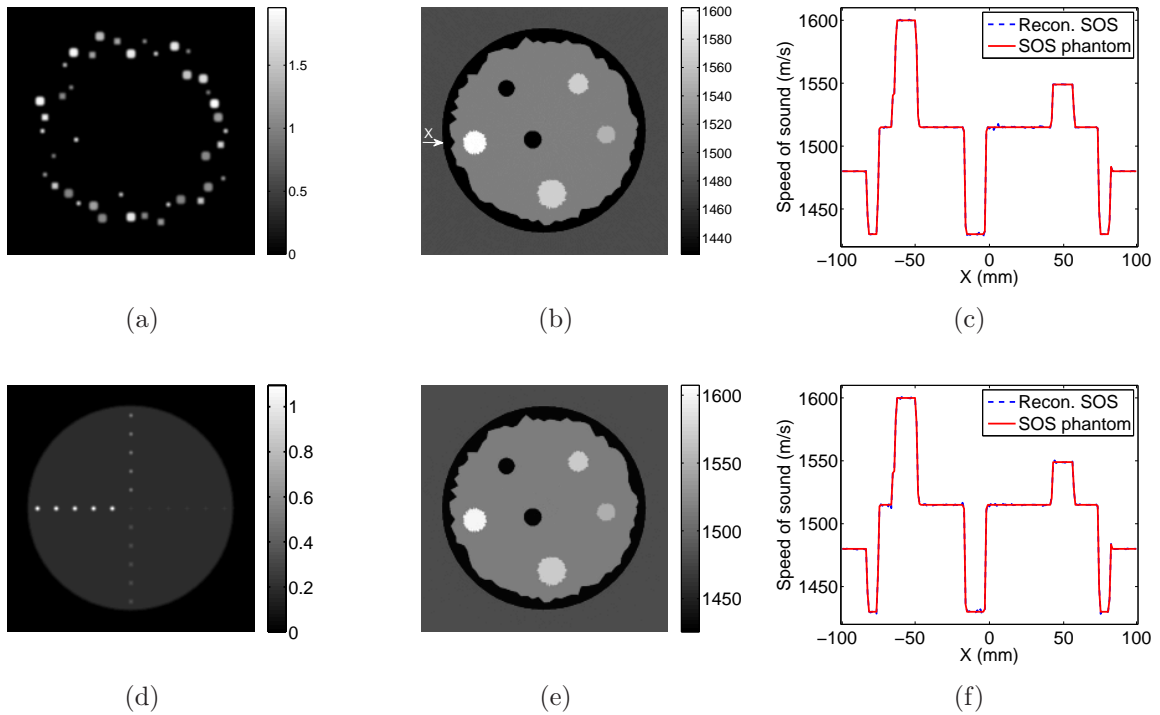 1.5
1
0.5
0
(a)
X
1600
1580
1560
1540
1520
1500
1480
1460
1440
(b)
1600
1550
1500
1450
Speed of sound (m/s)
Recon. SOS
SOS phantom
−100
−50
0
50
100
X (mm)
(c)
1
0.8
0.6
0.4
0.2
0
(d)
1600
1550
1500
1450
(e)
1600
1550
1500
1450
Speed of sound (m/s)
Recon. SOS
SOS phantom
−100
−50
0
50
100
X (mm)
(f)